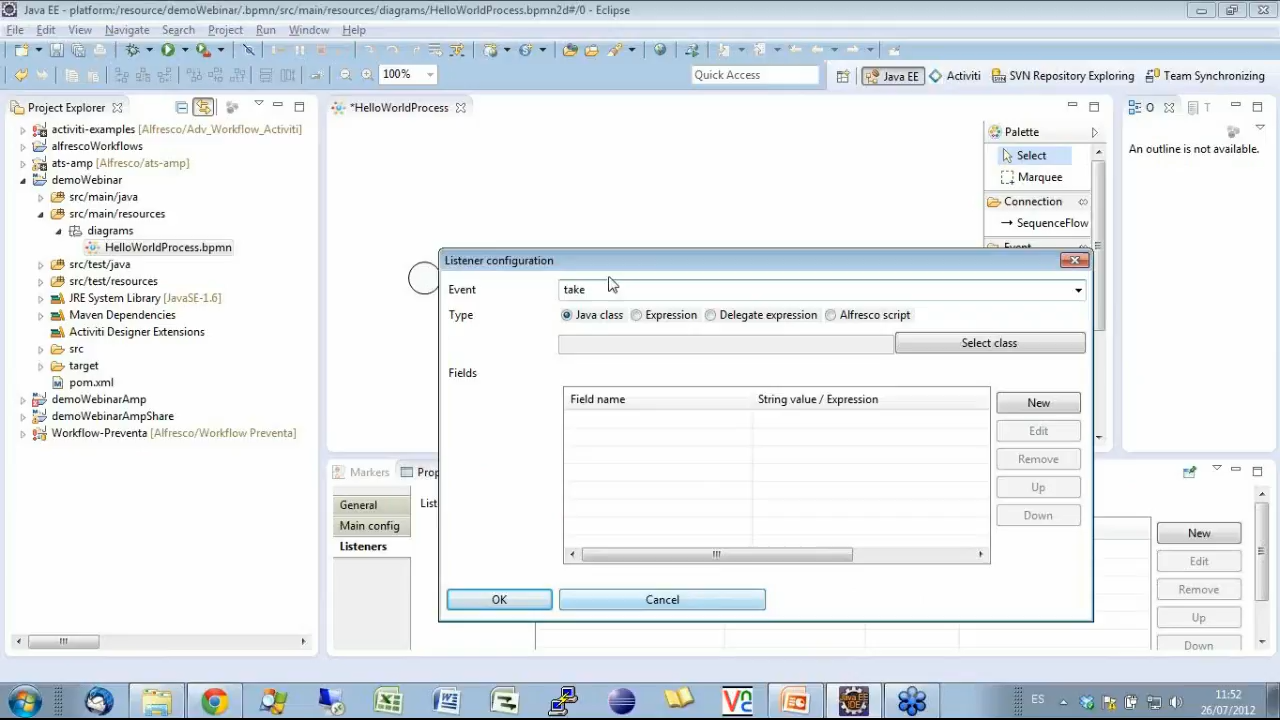 Java EE - platform:/resource/demoWebinar/.bpmn/src/main/resources/diagrams/HelloWorldProcess.bpmn2d#/0 - Eclipse
File Edit View Navigate Search Project Run Window Help
100%
Quick Access
Java EE
Activiti
SVN Repository Exploring
Team Synchronizing
Project Explorer
*HelloWorldProcess
O
T
activiti-examples [Alfresco/Adv_Workflow_Activiti]
alfrescoWorkflows
ats-amp [Alfresco/ats-amp]
demoWebinar
src/main/java
src/main/resources
diagrams
HelloWorldProcess.bpmn
src/test/java
src/test/resources
JRE System Library [JavaSE-1.6]
Maven Dependencies
Activiti Designer Extensions
src
target
pom.xml
demoWebinarAmp
demoWebinarAmpShare
Workflow-Preventa [Alfresco/Workflow Preventa]
Palette
Select
Marquee
Connection
SequenceFlow
Event
An outline is not available.
Listener configuration
Event
take
Type
Java class
Expression
Delegate expression
Alfresco script
Select class
Fields
Field name
String value / Expression
New
Edit
Remove
Up
Down
OK
Cancel
Markers
Prop
General
Main config
Listeners
List
New
Edit
Remove
Up
Down
ES
11:52
26/07/2012